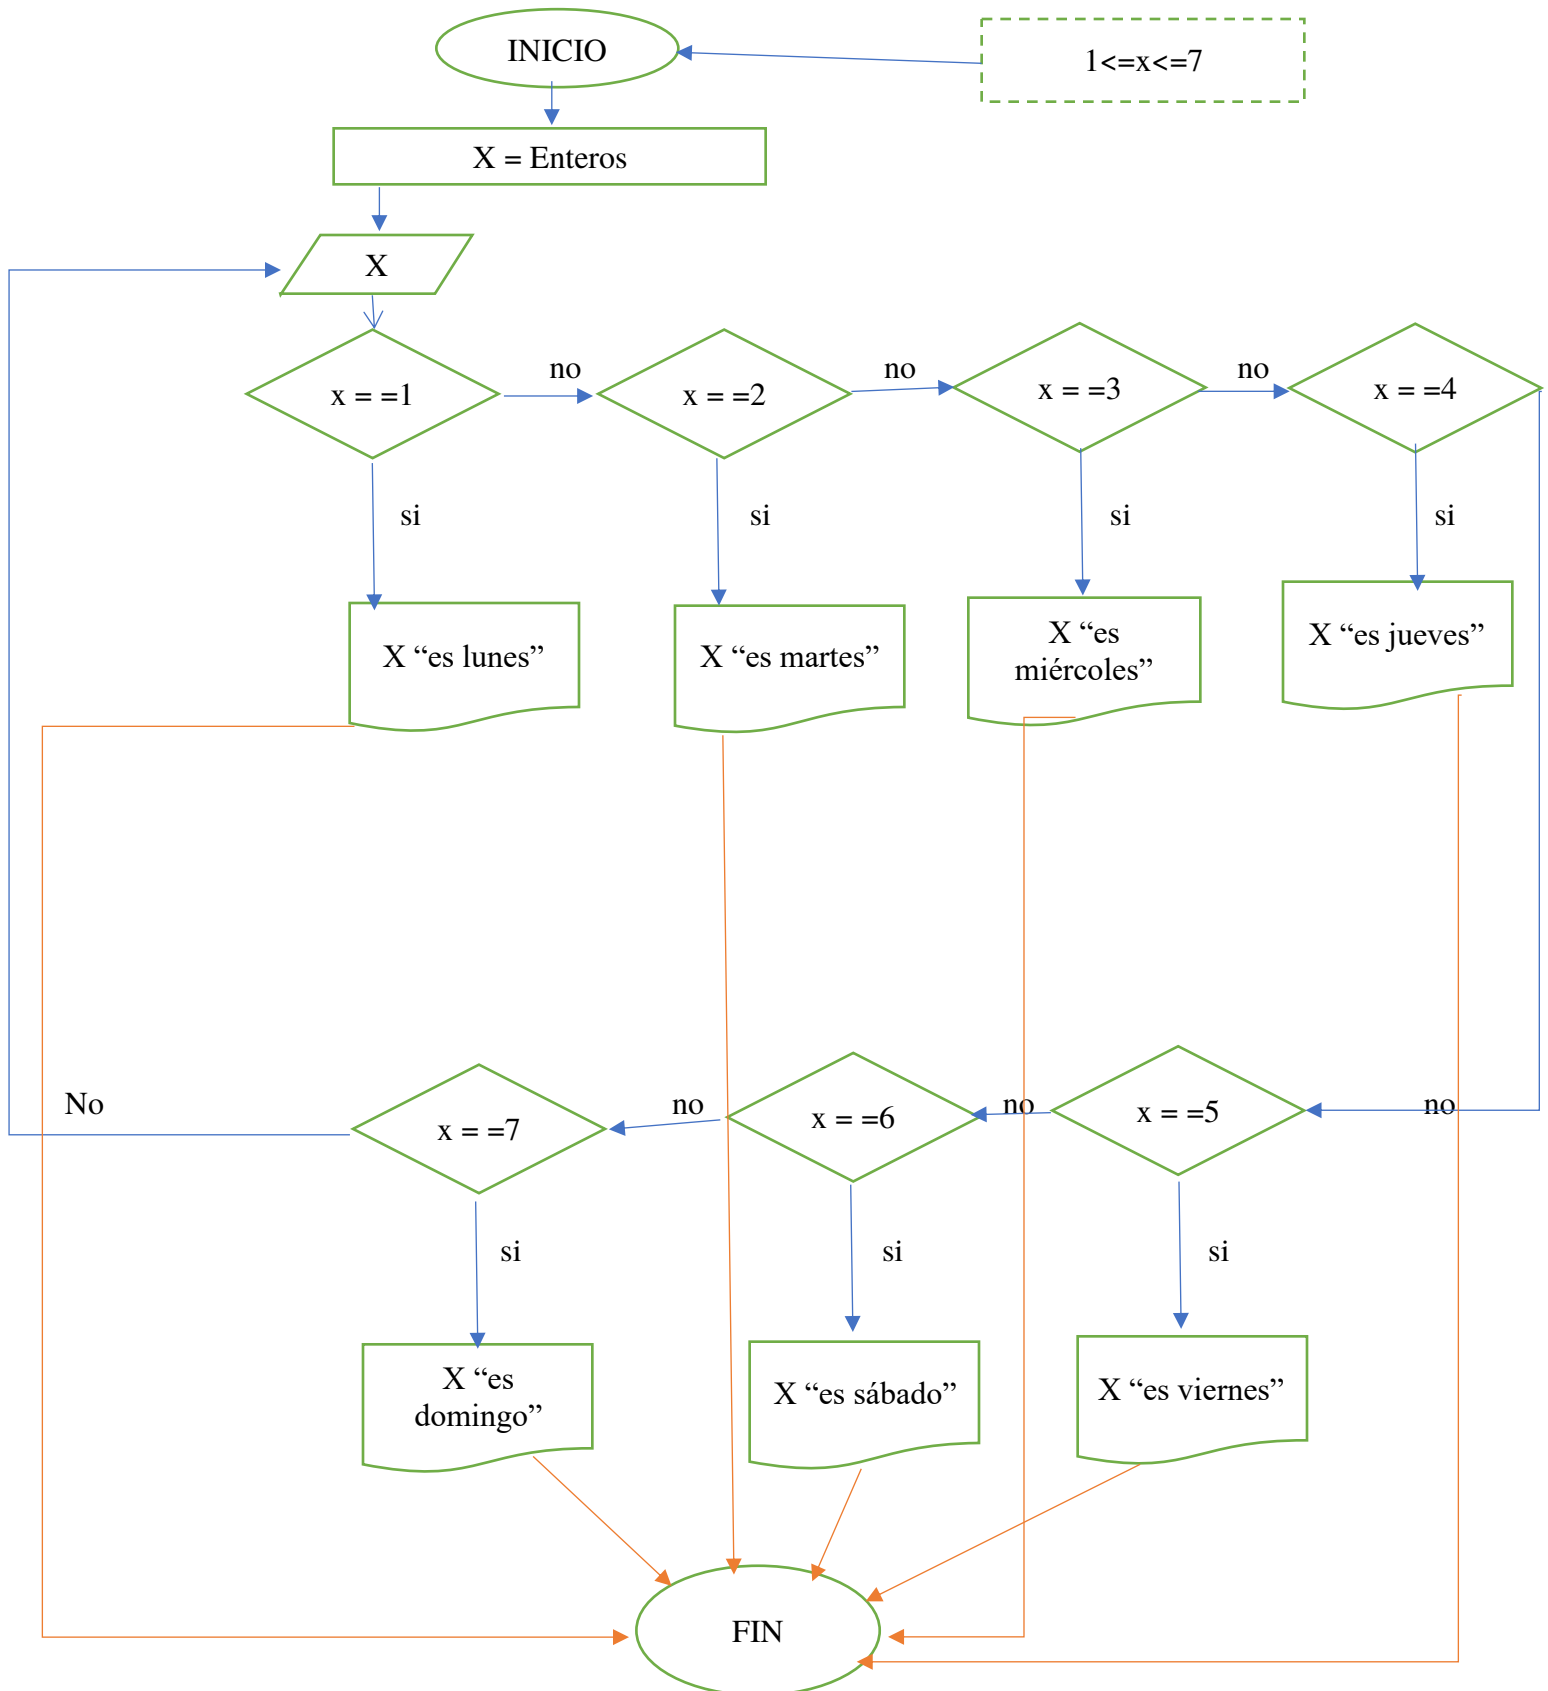 INICIO
1<=x<=7
X = Enteros
X
no
no
no
x = =1
x = =2
x = =3
x = =4
si
si
si
si
X “es lunes”
X “es martes”
X “es
miércoles”
X “es jueves”
No
no
no
no
x = =7
x = =6
x = =5
si
si
si
X “es
domingo”
X “es sábado”
X “es viernes”
FIN